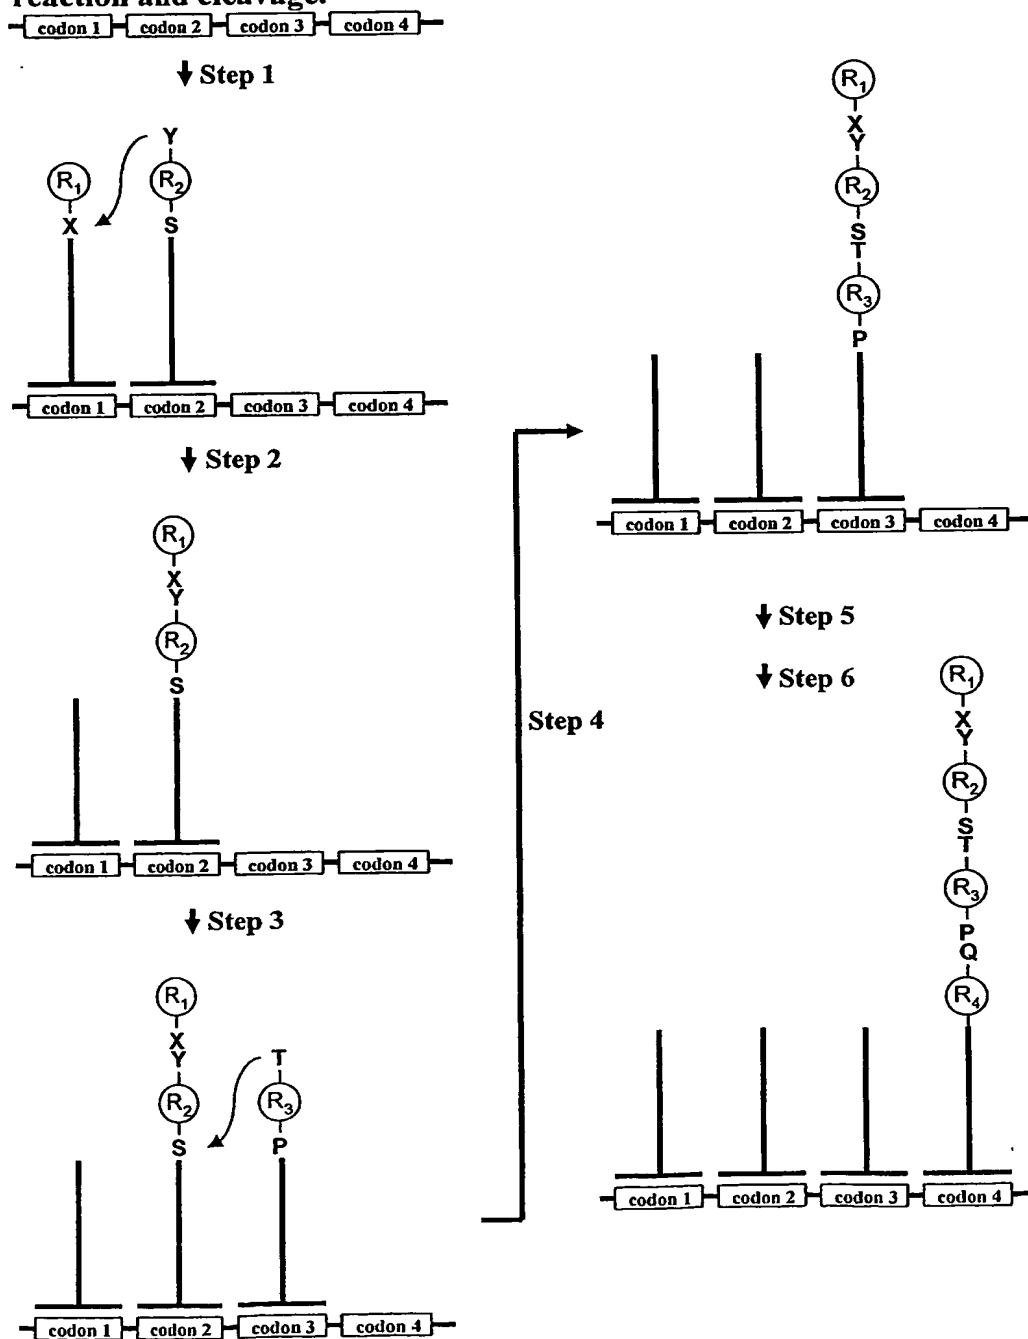 reaction and cleavage.
codon 1 codon 2 codon 3 codon 4
Step 1
Y
R1 R2
X S
codon 1 codon 2 codon 3 codon 4
Step 2
R1
X
Y
R2
S
codon 1 codon 2 codon 3 codon 4
Step 3
R1
X
Y T
R2 R3
S P
codon 1 codon 2 codon 3 codon 4
Step 4
R1
X
Y
R2
S
T
R3
P
codon 1 codon 2 codon 3 codon 4
Step 5
Step 6
R1
X
Y
R2
S
T
R3
P
Q
R4
codon 1 codon 2 codon 3 codon 4